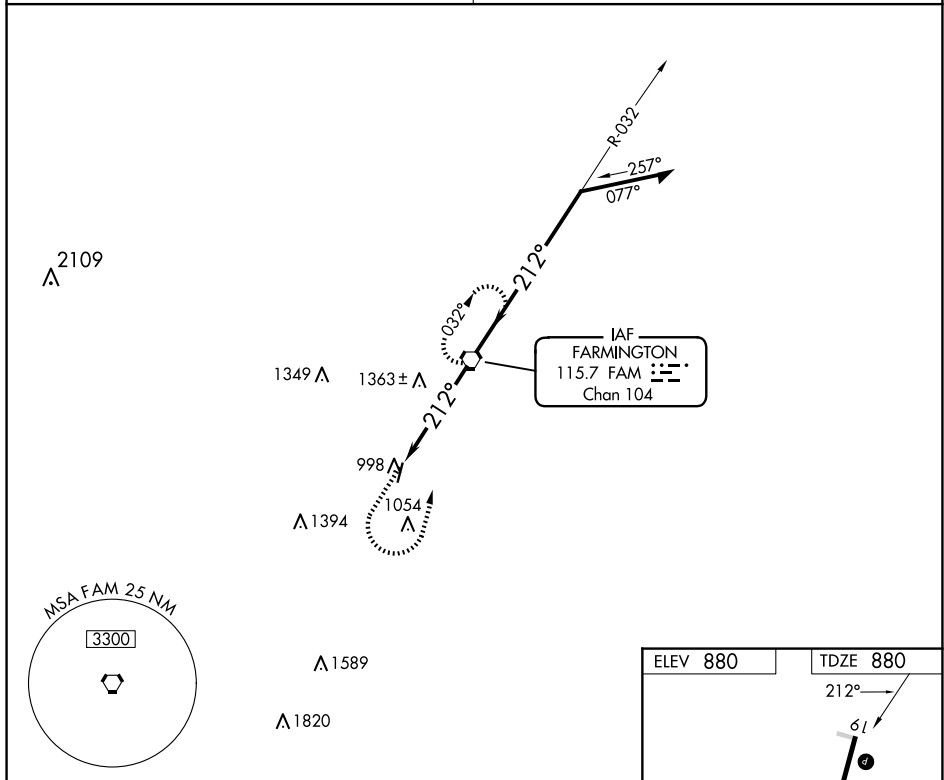 R-032
257°
077°
2109
212°
032°
IAF
FARMINGTON
115.7 FAM
Chan 104
1349
1363±
212°
998
1054
1394
MSA FAM 25 NM
3300
1589
1820
ELEV 880
TDZE 880
212°
19
P